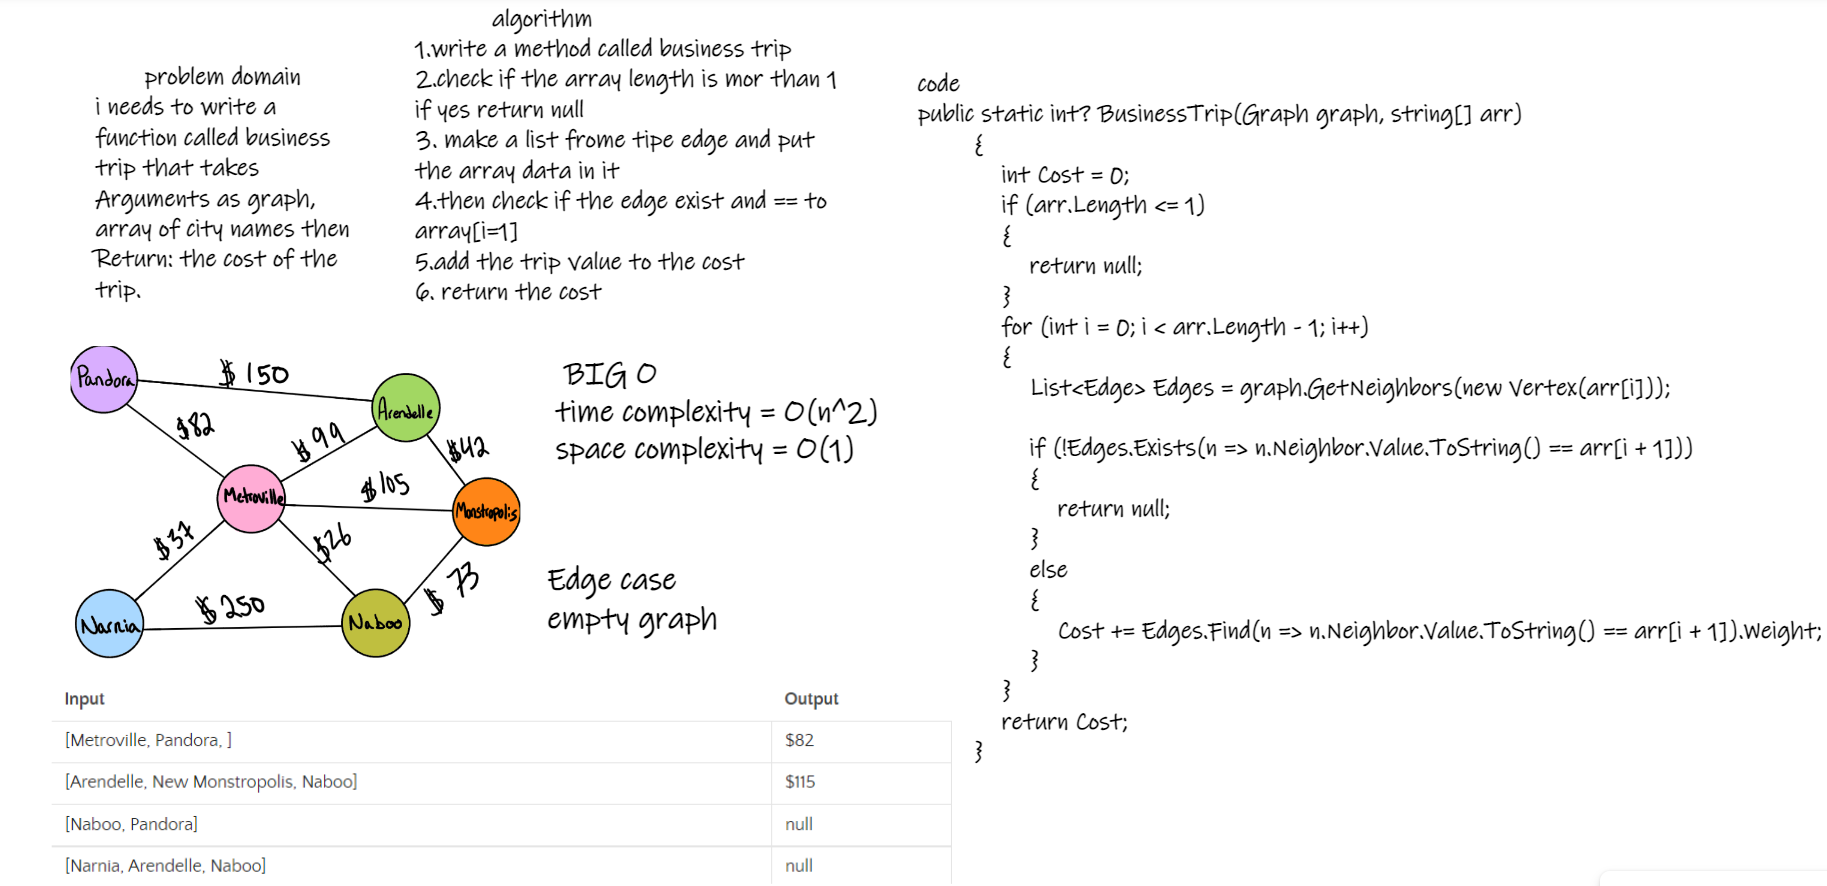 problem domain
i needs to write a
function called business
trip that takes
Arguments as graph,
array of city names then
Return: the cost of the
trip.
algorithm
1.write a method called business trip
2.check if the array length is mor than 1
if yes return null
3. make a list frome tipe edge and put
the array data in it
4.then check if the edge exist and == to
array[i=1]
5.add the trip value to the cost
6. return the cost
code
public static int? BusinessTrip(Graph graph, string[] arr)
{
int Cost = 0;
if (arr.Length <= 1)
{
return null;
}
for (int i = 0; i < arr.Length - 1; i++)
{
List<Edge> Edges = graph.GetNeighbors(new Vertex(arr[i]));
if (!Edges.Exists(n => n.Neighbor.Value.ToString() == arr[i + 1]))
{
return null;
}
else
{
Cost += Edges.Find(n => n.Neighbor.Value.ToString() == arr[i + 1]).Weight;
}
}
return Cost;
}
Pandora
$150
Arendelle
$82
$99
$42
Metroville
$105
Monstropolis
$37
$26
$73
Narnia
$250
Naboo
BIG O
time complexity = O(n^2)
space complexity = O(1)
Edge case
empty graph
Input Output
[Metroville, Pandora, ] $82
[Arendelle, New Monstropolis, Naboo] $115
[Naboo, Pandora] null
[Narnia, Arendelle, Naboo] null